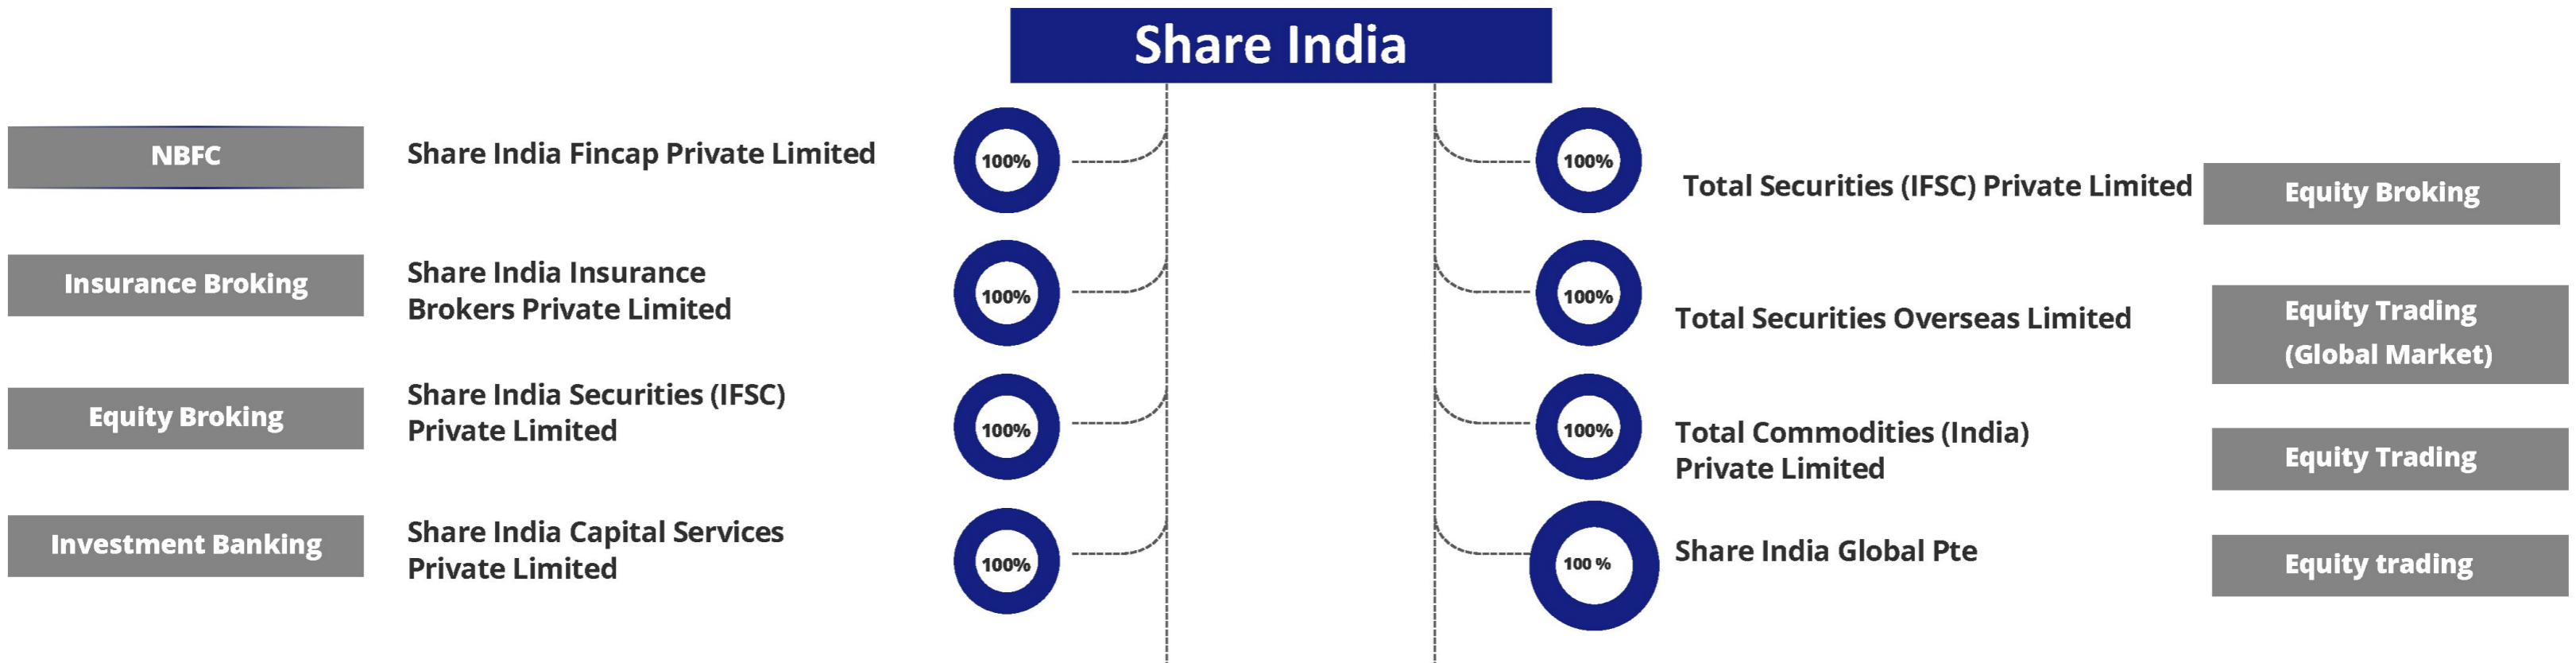 Share India
NBFC
Share India Fincap Private Limited
100%
Insurance Broking
Share India Insurance
Brokers Private Limited
100%
Equity Broking
Share India Securities (IFSC)
Private Limited
100%
Investment Banking
Share India Capital Services
Private Limited
100%
100%
Total Securities (IFSC) Private Limited
Equity Broking
100%
Total Securities Overseas Limited
Equity Trading
(Global Market)
100%
Total Commodities (India)
Private Limited
Equity Trading
100 %
Share India Global Pte
Equity trading